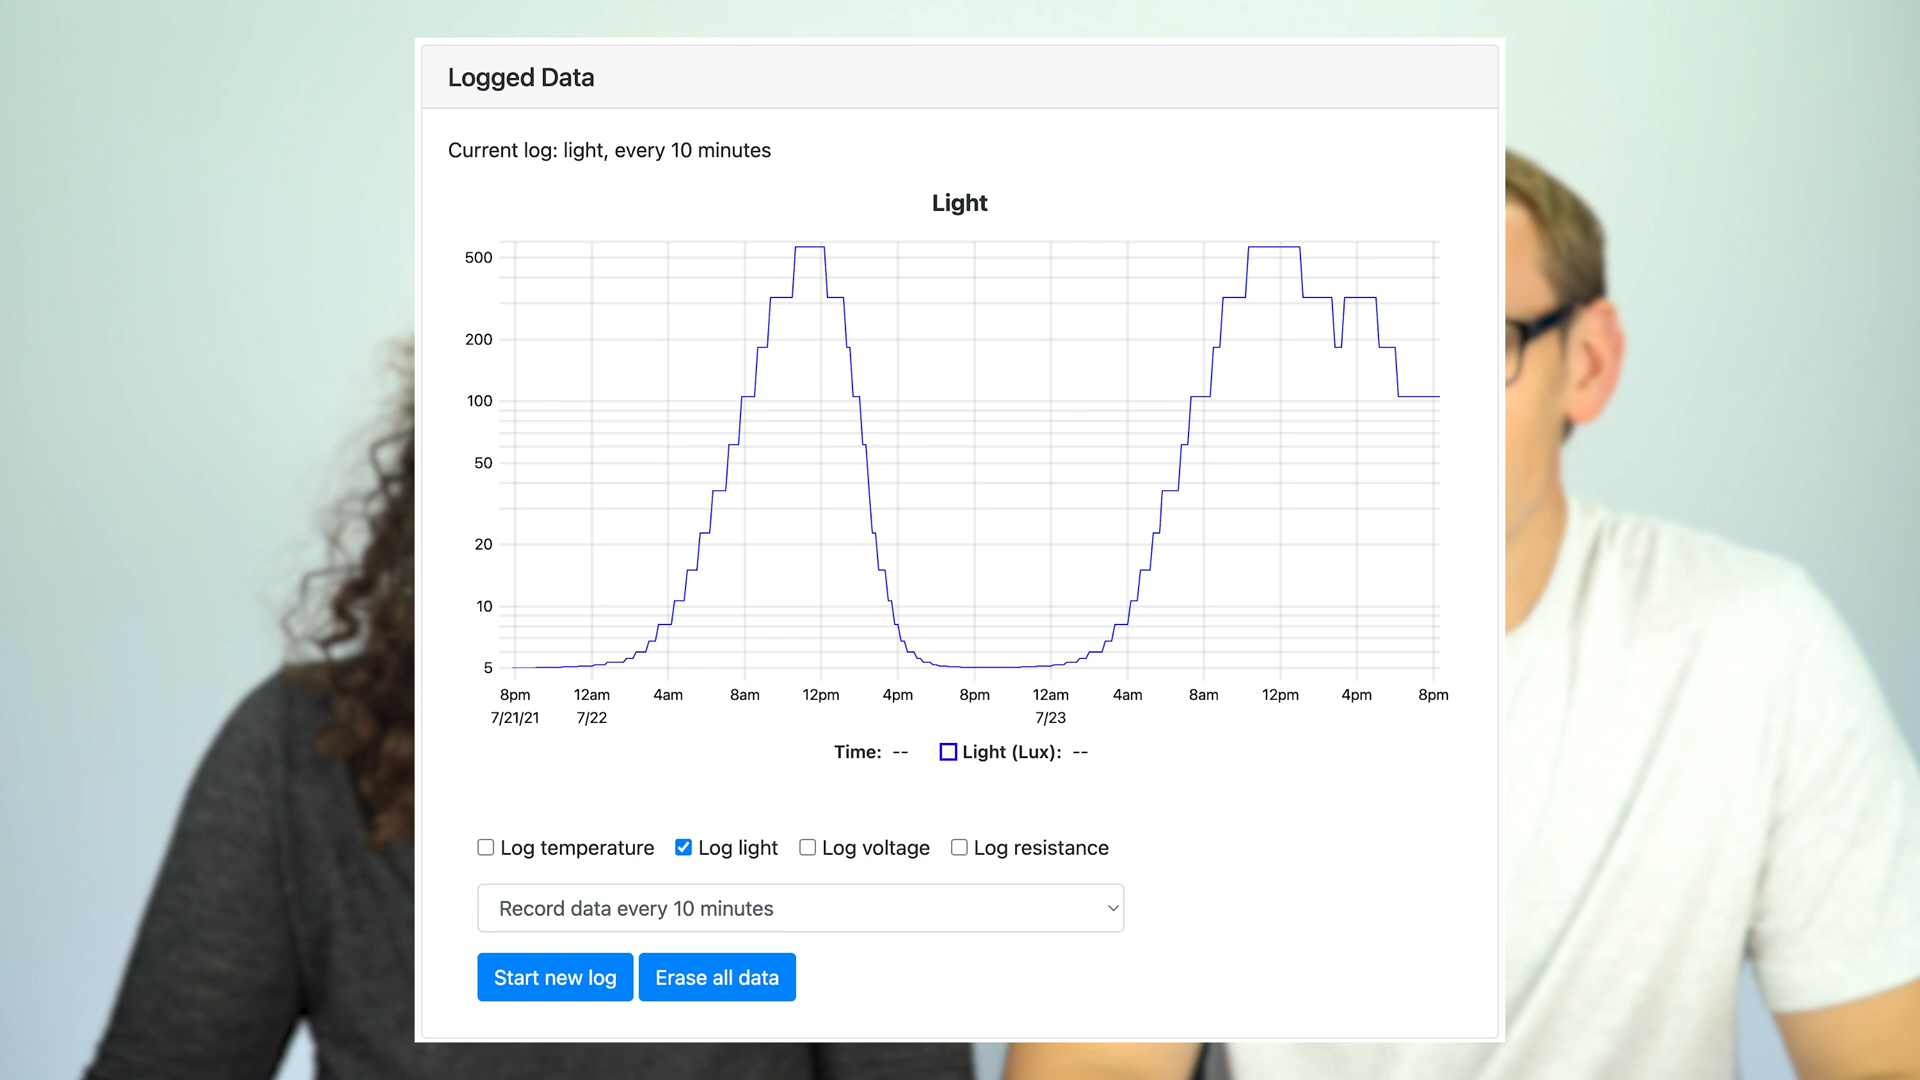 Logged Data
Current log: light, every 10 minutes
Light
500
200
100
50
20
10
5
8pm 12am 4am 8am 12pm 4pm 8pm 12am 4am 8am 12pm 4pm 8pm
7/21/21 7/22 7/23
Time: -- Light (Lux): --
Log temperature Log light Log voltage Log resistance
Record data every 10 minutes
Start new log Erase all data